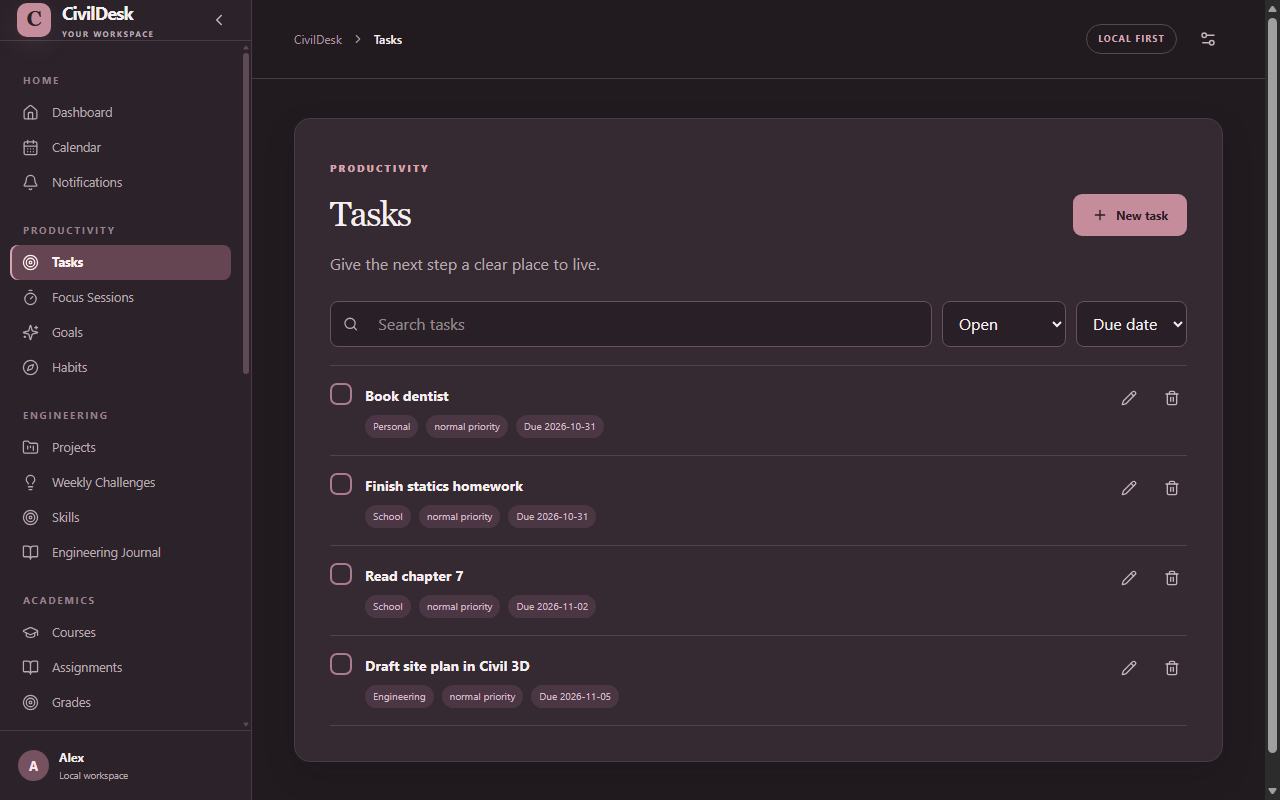 C
CivilDesk
YOUR WORKSPACE
HOME
Dashboard
Calendar
Notifications
PRODUCTIVITY
Tasks
Focus Sessions
Goals
Habits
ENGINEERING
Projects
Weekly Challenges
Skills
Engineering Journal
ACADEMICS
Courses
Assignments
Grades
A
Alex
Local workspace
CivilDesk > Tasks
LOCAL FIRST
PRODUCTIVITY
Tasks
+ New task
Give the next step a clear place to live.
Search tasks
Open
Due date
Book dentist
Personal normal priority Due 2026-10-31
Finish statics homework
School normal priority Due 2026-10-31
Read chapter 7
School normal priority Due 2026-11-02
Draft site plan in Civil 3D
Engineering normal priority Due 2026-11-05